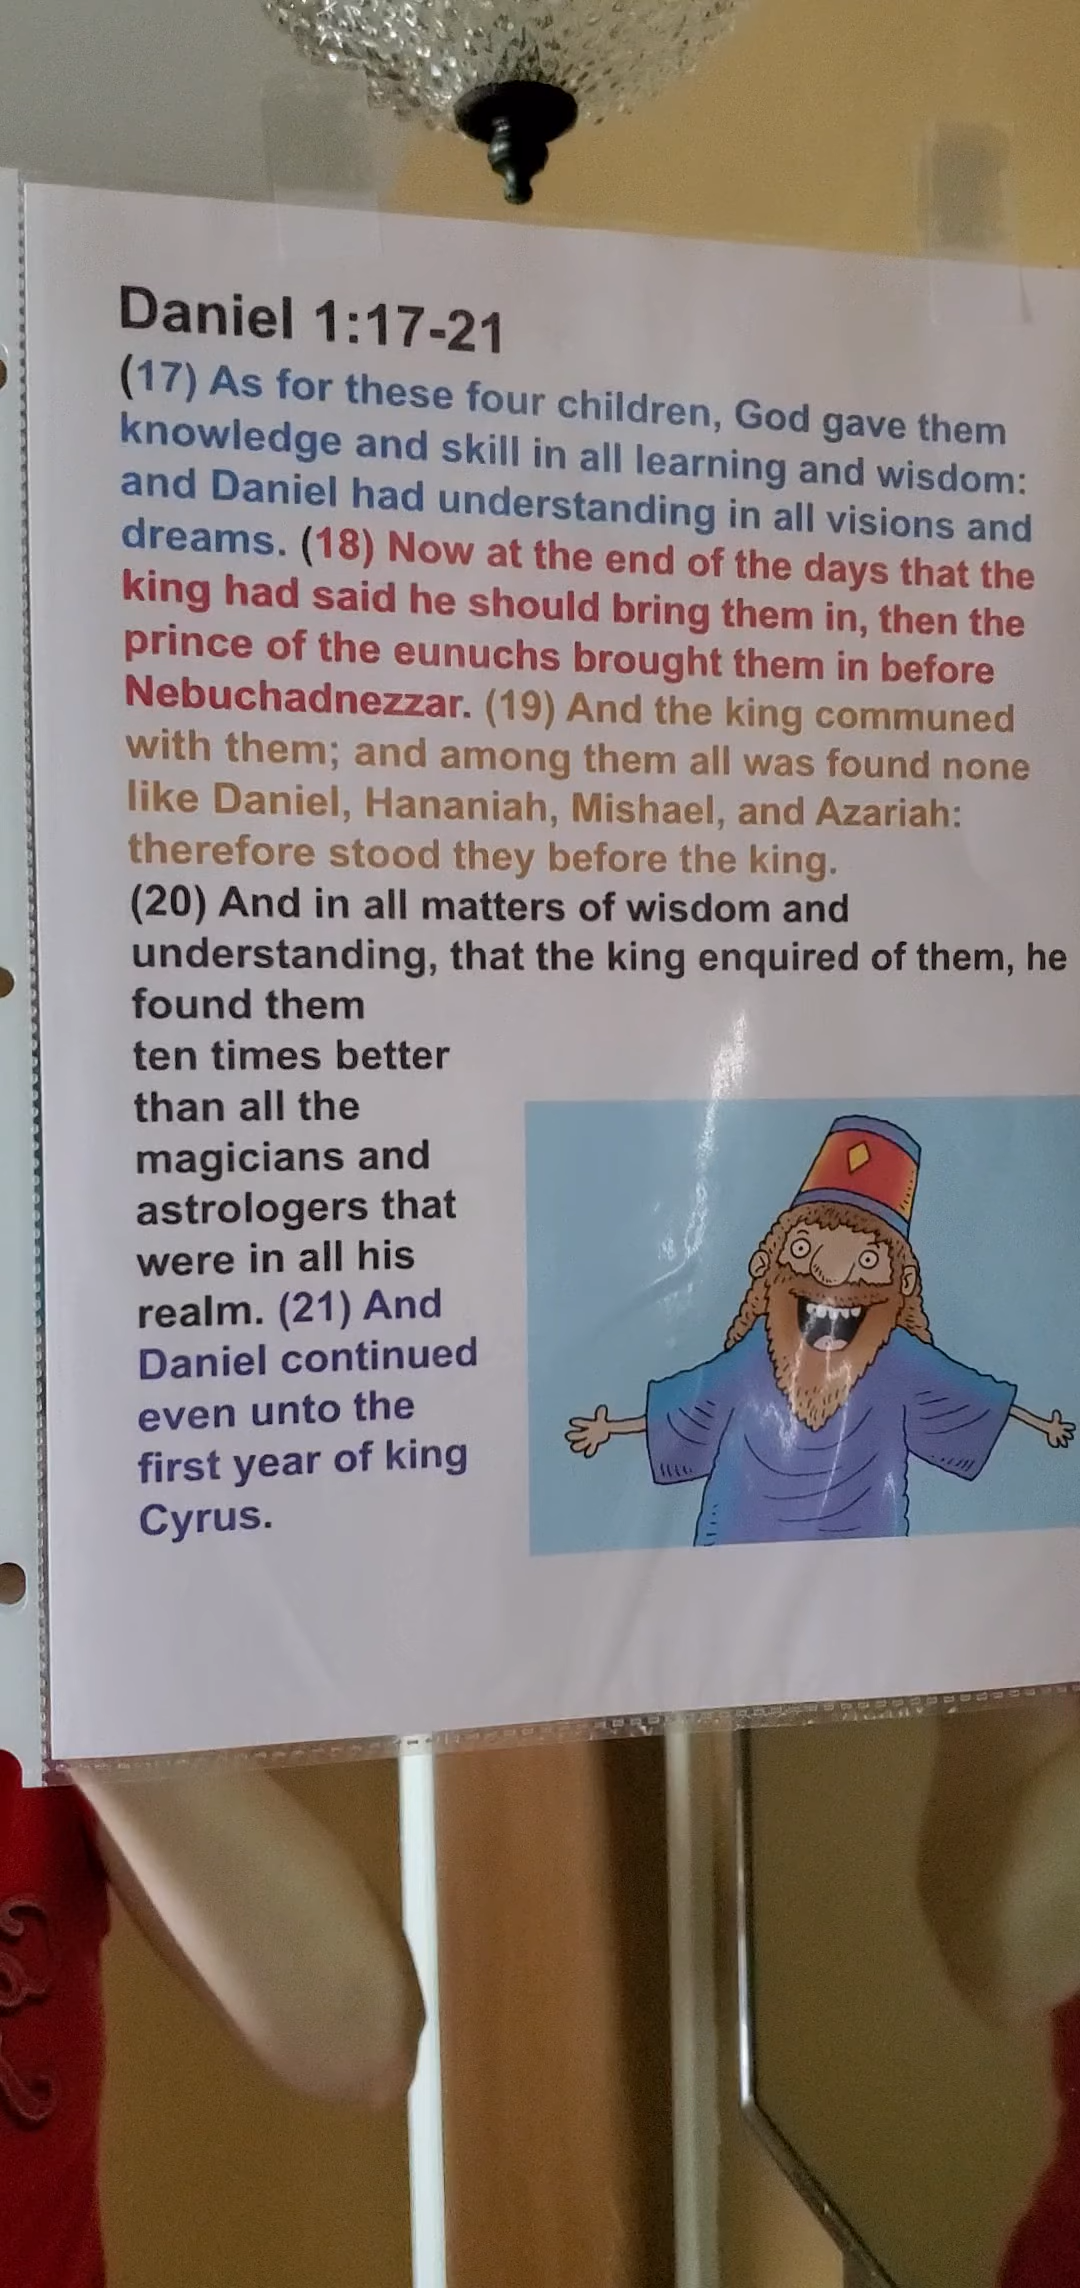 Daniel 1:17-21
(17) As for these four children, God gave them
knowledge and skill in all learning and wisdom:
and Daniel had understanding in all visions and
dreams. (18) Now at the end of the days that the
king had said he should bring them in, then the
prince of the eunuchs brought them in before
Nebuchadnezzar. (19) And the king communed
with them; and among them all was found none
like Daniel, Hananiah, Mishael, and Azariah:
therefore stood they before the king.
(20) And in all matters of wisdom and
understanding, that the king enquired of them, he
found them
ten times better
than all the
magicians and
astrologers that
were in all his
realm. (21) And
Daniel continued
even unto the
first year of king
Cyrus.